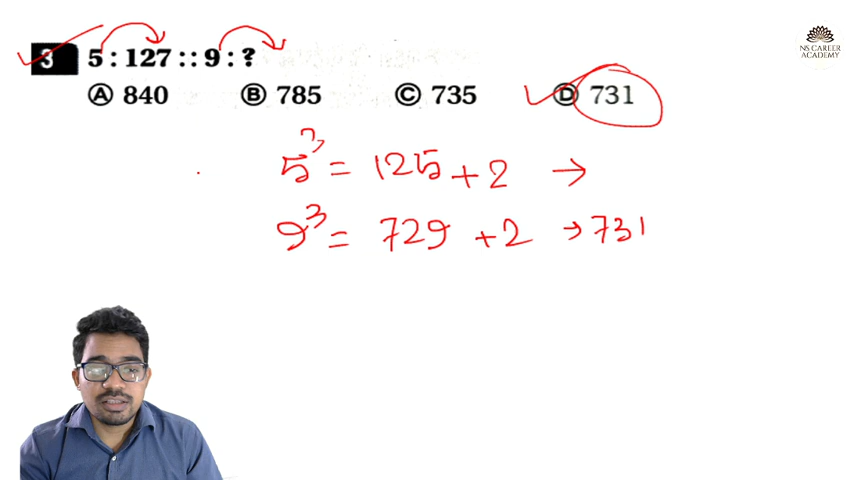 NS CAREER
ACADEMY
3 5 : 127 : : 9 : ?
A 840 B 785 C 735 D 731
5³ = 125 + 2 →
9³ = 729 + 2 → 731